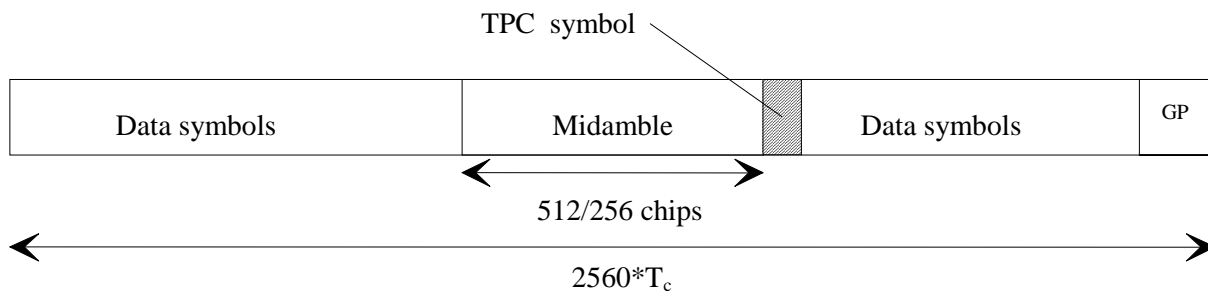 TPC symbol
Data symbols
Midamble
Data symbols
GP
512/256 chips
2560*Tc